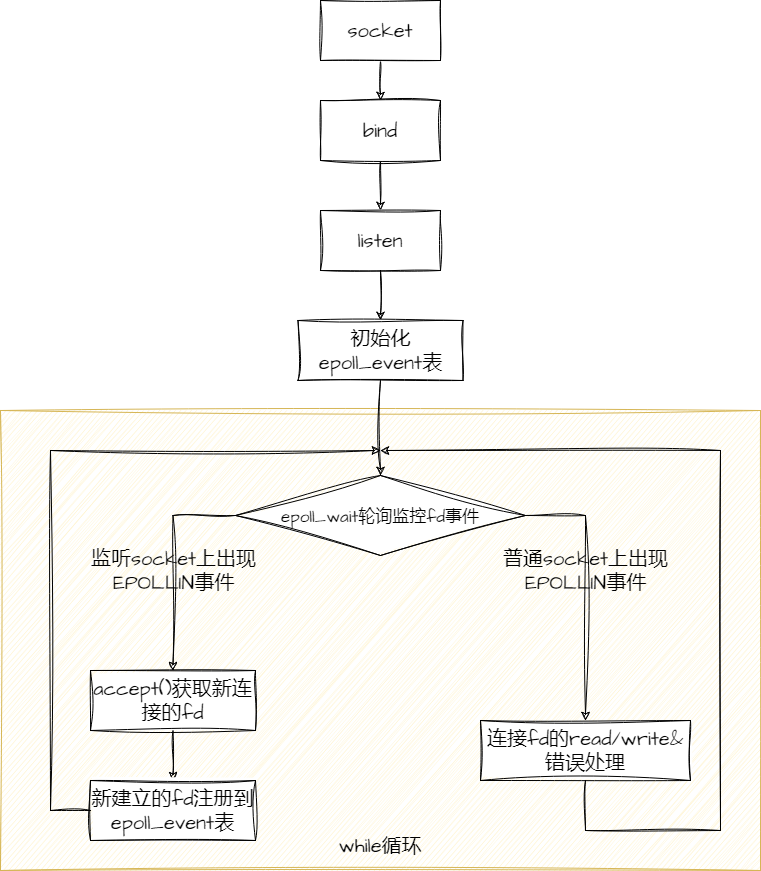 socket
bind
listen
初始化
epoll_event表
epoll_wait轮询监控fd事件
监听socket上出现
EPOLLIN事件
普通socket上出现
EPOLLIN事件
accept()获取新连
接的fd
连接fd的read/write&
错误处理
新建立的fd注册到
epoll_event表
while循环